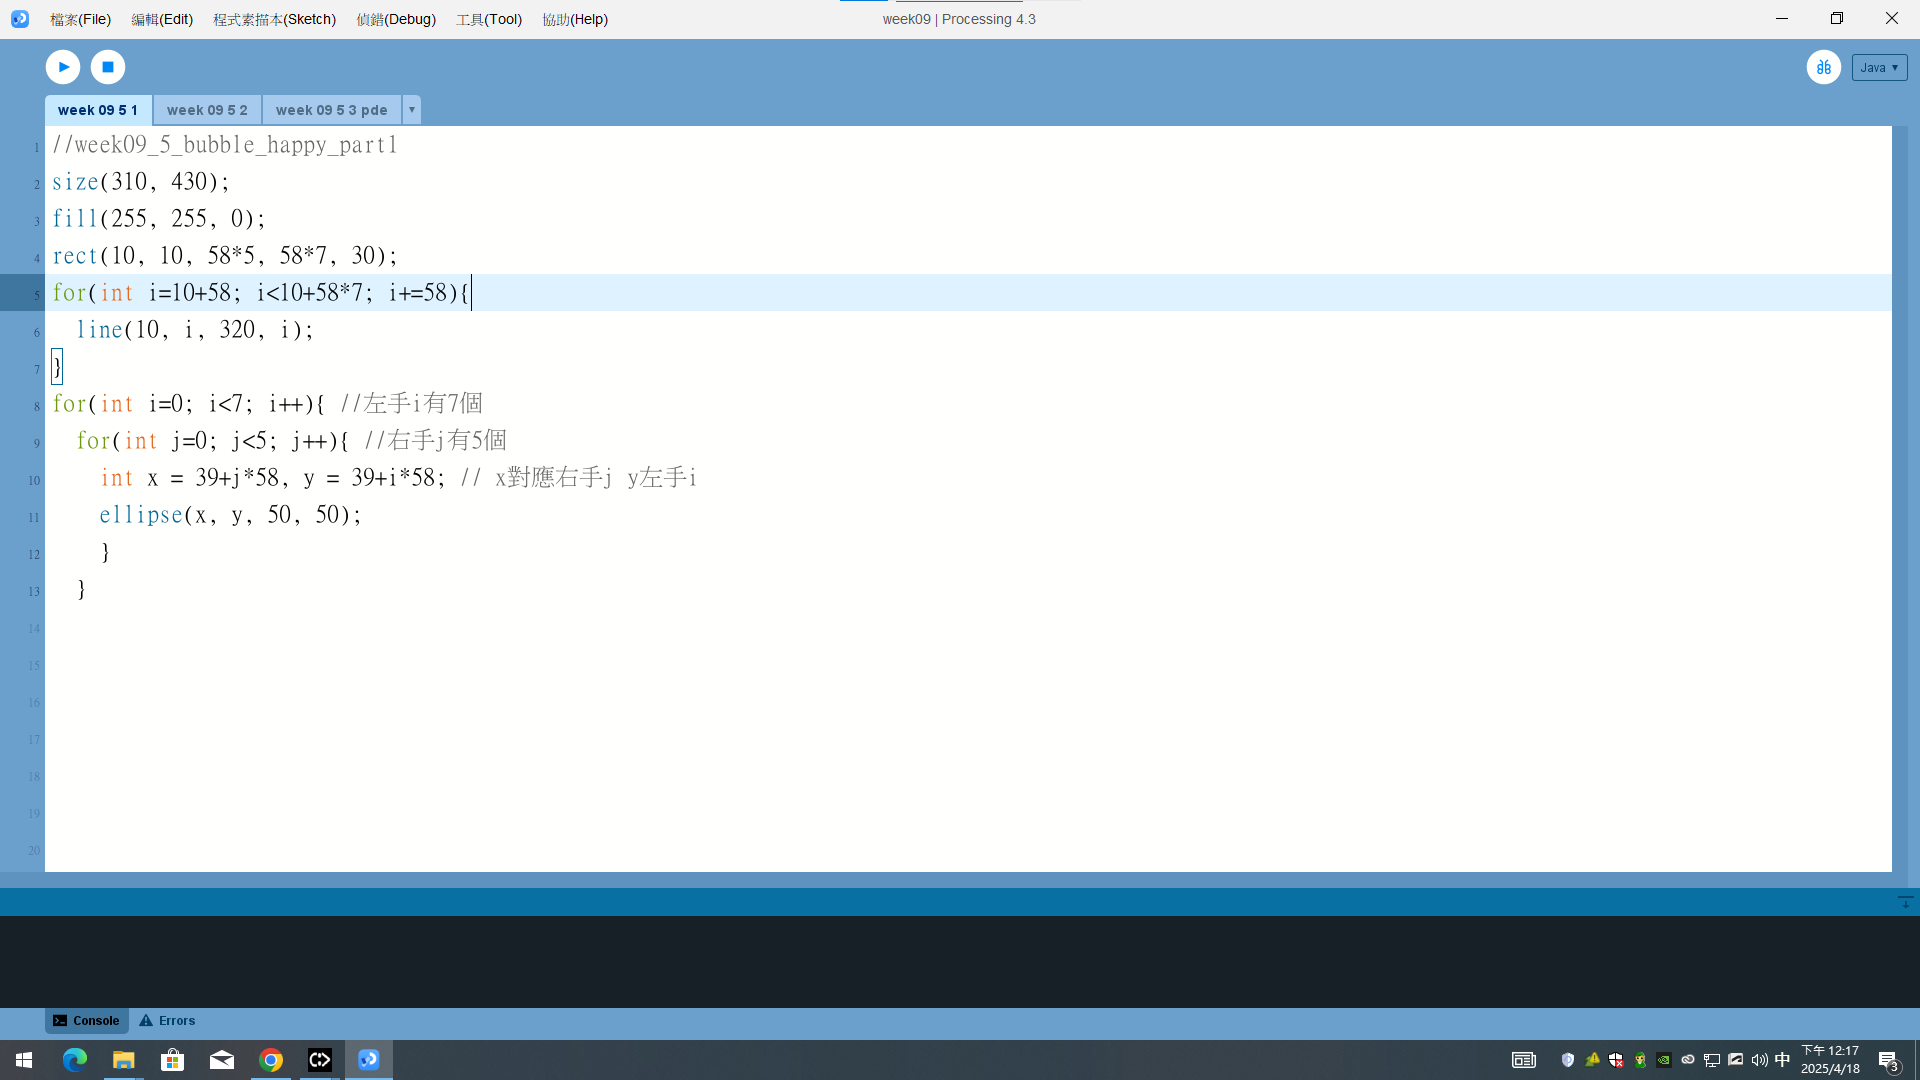 檔案(File) 編輯(Edit) 程式素描本(Sketch) 偵錯(Debug) 工具(Tool) 協助(Help) week09 | Processing 4.3
Java ▾
week 09 5 1 week 09 5 2 week 09 5 3 pde ▾
1 //week09_5_bubble_happy_part1
2 size(310, 430);
3 fill(255, 255, 0);
4 rect(10, 10, 58*5, 58*7, 30);
5 for(int i=10+58; i<10+58*7; i+=58){
6 line(10, i, 320, i);
7 }
8 for(int i=0; i<7; i++){ //左手i有7個
9 for(int j=0; j<5; j++){ //右手j有5個
10 int x = 39+j*58, y = 39+i*58; // x對應右手j y左手i
11 ellipse(x, y, 50, 50);
12 }
13 }
14
15
16
17
18
19
20
Console Errors
中 下午 12:17
2025/4/18
3